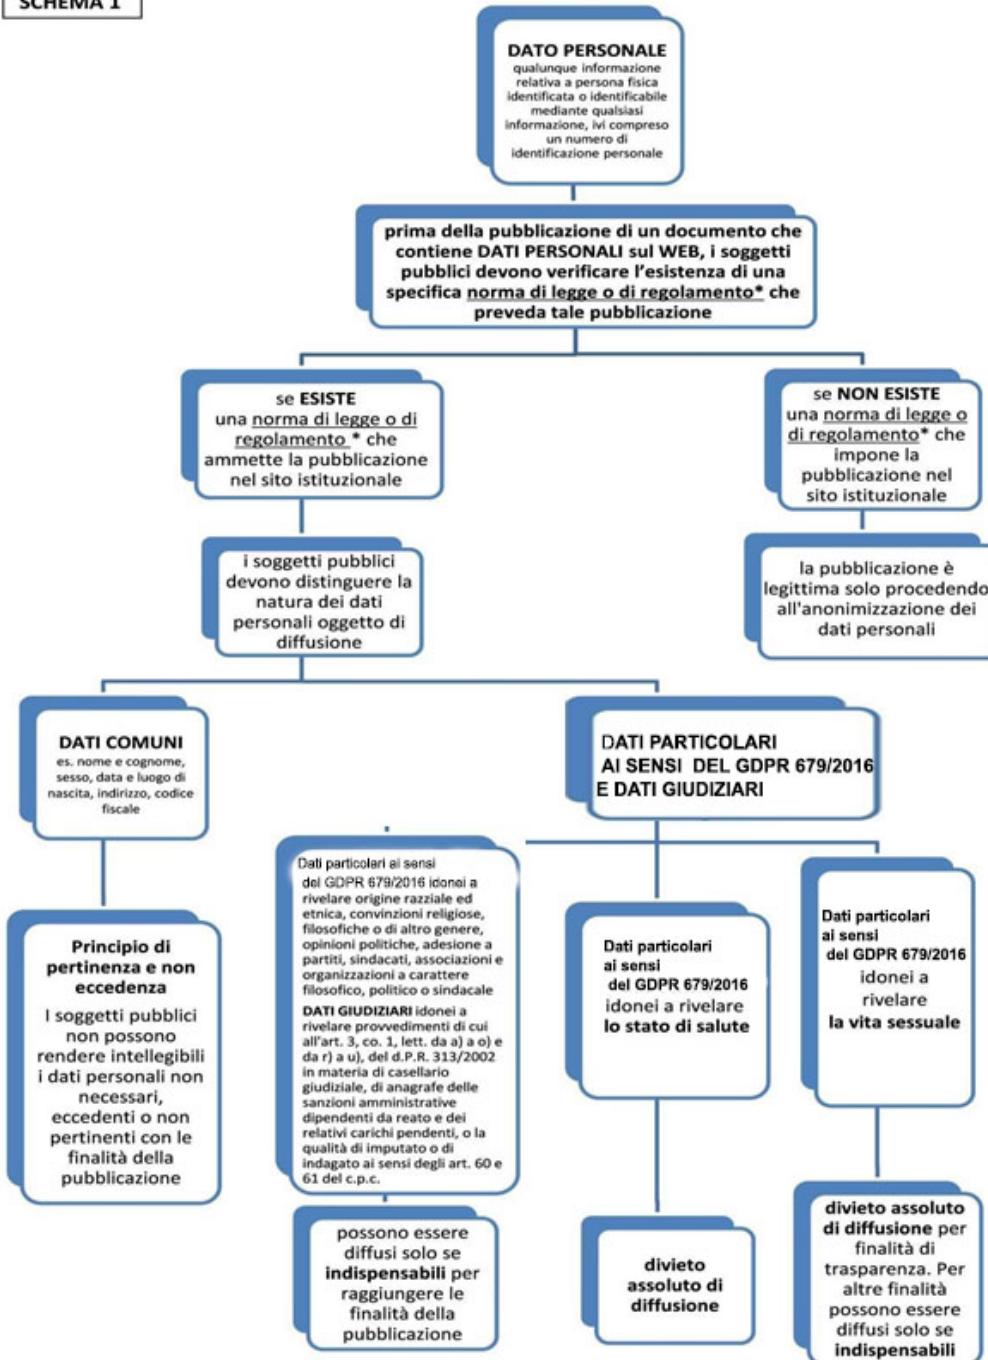 SCHEMA 1
DATO PERSONALE
qualunque informazione
relativa a persona fisica
identificata o identificabile
mediante qualsiasi
informazione, ivi compreso
un numero di
identificazione personale
prima della pubblicazione di un documento che
contiene DATI PERSONALI sul WEB, i soggetti
pubblici devono verificare l'esistenza di una
specifica norma di legge o di regolamento* che
preveda tale pubblicazione
se ESISTE
una norma di legge o di
regolamento * che
ammette la pubblicazione
nel sito istituzionale
se NON ESISTE
una norma di legge o
di regolamento* che
impone la
pubblicazione nel
sito istituzionale
i soggetti pubblici
devono distinguere la
natura dei dati
personali oggetto di
diffusione
la pubblicazione è
legittima solo procedendo
all'anonimizzazione dei
dati personali
DATI COMUNI
es. nome e cognome,
sesso, data e luogo di
nascita, indirizzo, codice
fiscale
DATI PARTICOLARI
AI SENSI DEL GDPR 679/2016
E DATI GIUDIZIARI
Principio di
pertinenza e non
eccedenza
I soggetti pubblici
non possono
rendere intellegibili
i dati personali non
necessari,
eccedenti o non
pertinenti con le
finalità della
pubblicazione
Dati particolari ai sensi
del GDPR 679/2016 idonei a
rivelare origine razziale ed
etnica, convinzioni religiose,
filosofiche o di altro genere,
opinioni politiche, adesione a
partiti, sindacati, associazioni e
organizzazioni a carattere
filosofico, politico o sindacale
DATI GIUDIZIARI idonei a
rivelare provvedimenti di cui
all'art. 3, co. 1, lett. da a) a o) e
da r) a u), del d.P.R. 313/2002
in materia di casellario
giudiziale, di anagrafe delle
sanzioni amministrative
dipendenti da reato e dei
relativi carichi pendenti, o la
qualità di imputato o di
indagato ai sensi degli art. 60 e
61 del c.p.c.
Dati particolari
ai sensi
del GDPR 679/2016
idonei a rivelare
lo stato di salute
Dati particolari
ai sensi
del GDPR 679/2016
idonei a
rivelare
la vita sessuale
possono essere
diffusi solo se
indispensabili per
raggiungere le
finalità della
pubblicazione
divieto
assoluto di
diffusione
divieto assoluto
di diffusione per
finalità di
trasparenza. Per
altre finalità
possono essere
diffusi solo se
indispensabili